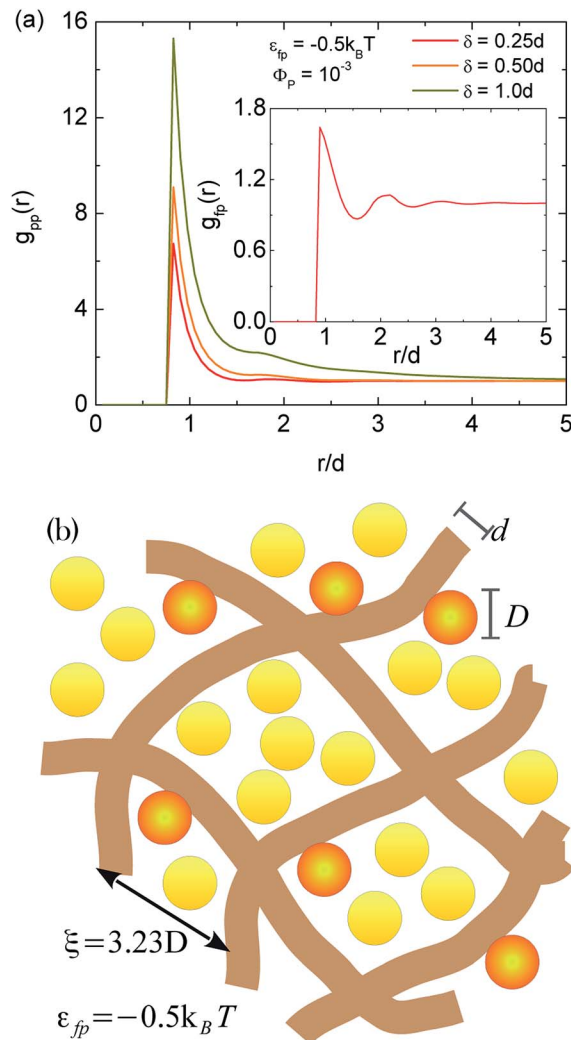 (a)
16
12
8
4
0
g_pp(r)
0 1 2 3 4 5
r/d
ε_fp = -0.5k_BT
Φ_P = 10^-3
δ = 0.25d
δ = 0.50d
δ = 1.0d
1.8
1.2
0.6
0.0
g_fp(r)
0 1 2 3 4 5
r/d
(b)
d
D
ξ=3.23D
ε_fp=−0.5k_BT